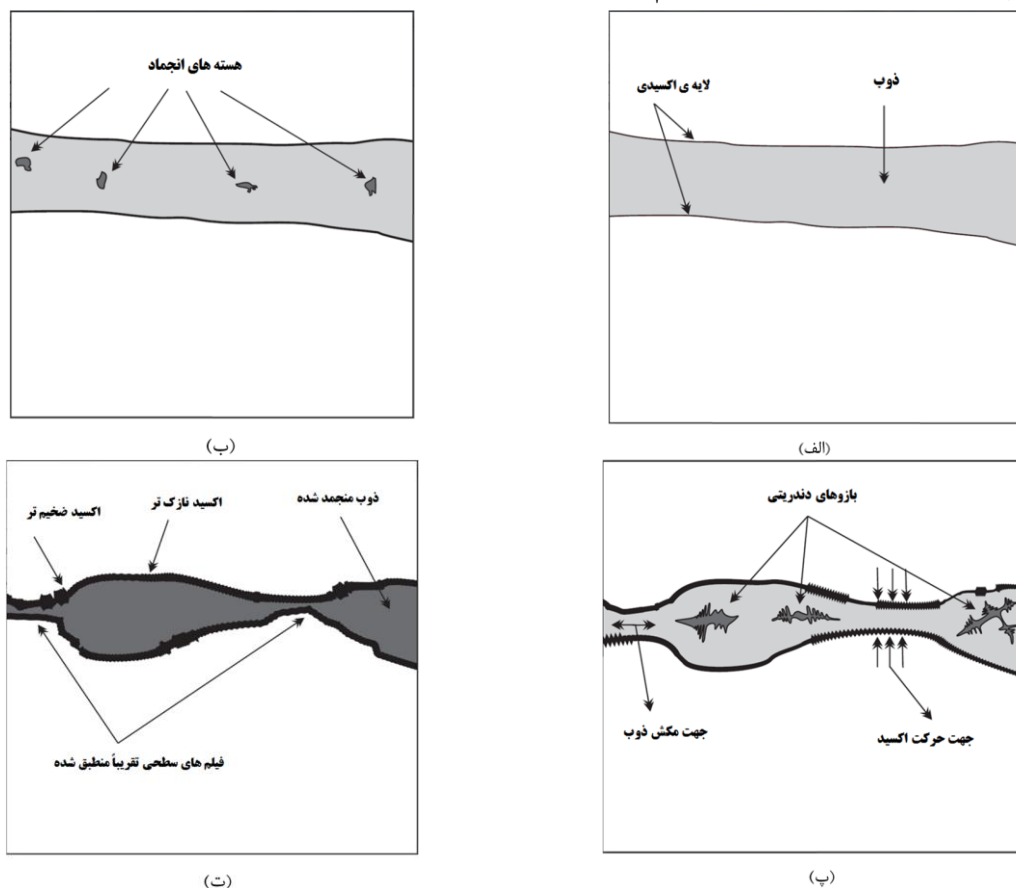 ذوب
لایه ی اکسیدی
(الف)
هسته های انجماد
(ب)
بازوهای دندریتی
جهت حرکت اکسید
جهت مکش ذوب
(پ)
ذوب منجمد شده
اکسید نازک تر
اکسید ضخیم تر
فیلم های سطحی تقریباً منطبق شده
(ت)